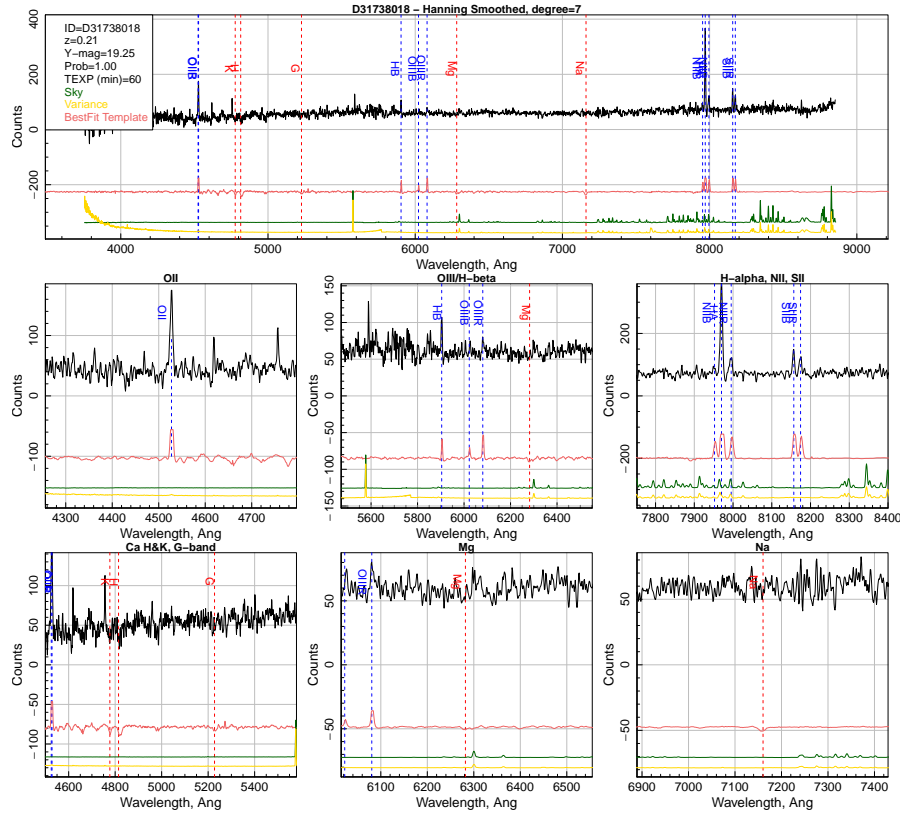 D31738018 − Hanning Smoothed, degree=7
ID=D31738018
z=0.21
Y−mag=19.25
Prob=1.00
TEXP (min)=60
Sky
Variance
BestFit Template
Counts
400
200
0
−200
OIIB
K
H
G
HB
OIIIB
OIIIR
Mg
Na
NIIB
SIIB
4000 5000 6000 7000 8000 9000
Wavelength, Ang
OII
Counts
100
0
−100
OII
4300 4400 4500 4600 4700
Wavelength, Ang
OIII/H−beta
Counts
150
100
50
0
−50
−100
−150
HB
OIIIB
OIIIR
Mg
5600 5800 6000 6200 6400
Wavelength, Ang
H−alpha, NII, SII
Counts
200
0
−200
NIIB
HA
NIIR
SIIB
SIIR
7800 7900 8000 8100 8200 8300 8400
Wavelength, Ang
Ca H&K, G−band
Counts
100
50
0
−50
−100
OIIB
K
H
G
4600 4800 5000 5200 5400
Wavelength, Ang
Mg
Counts
50
0
−50
OIIIB
Mg
6100 6200 6300 6400 6500
Wavelength, Ang
Na
Counts
50
0
−50
Na
6900 7000 7100 7200 7300 7400
Wavelength, Ang